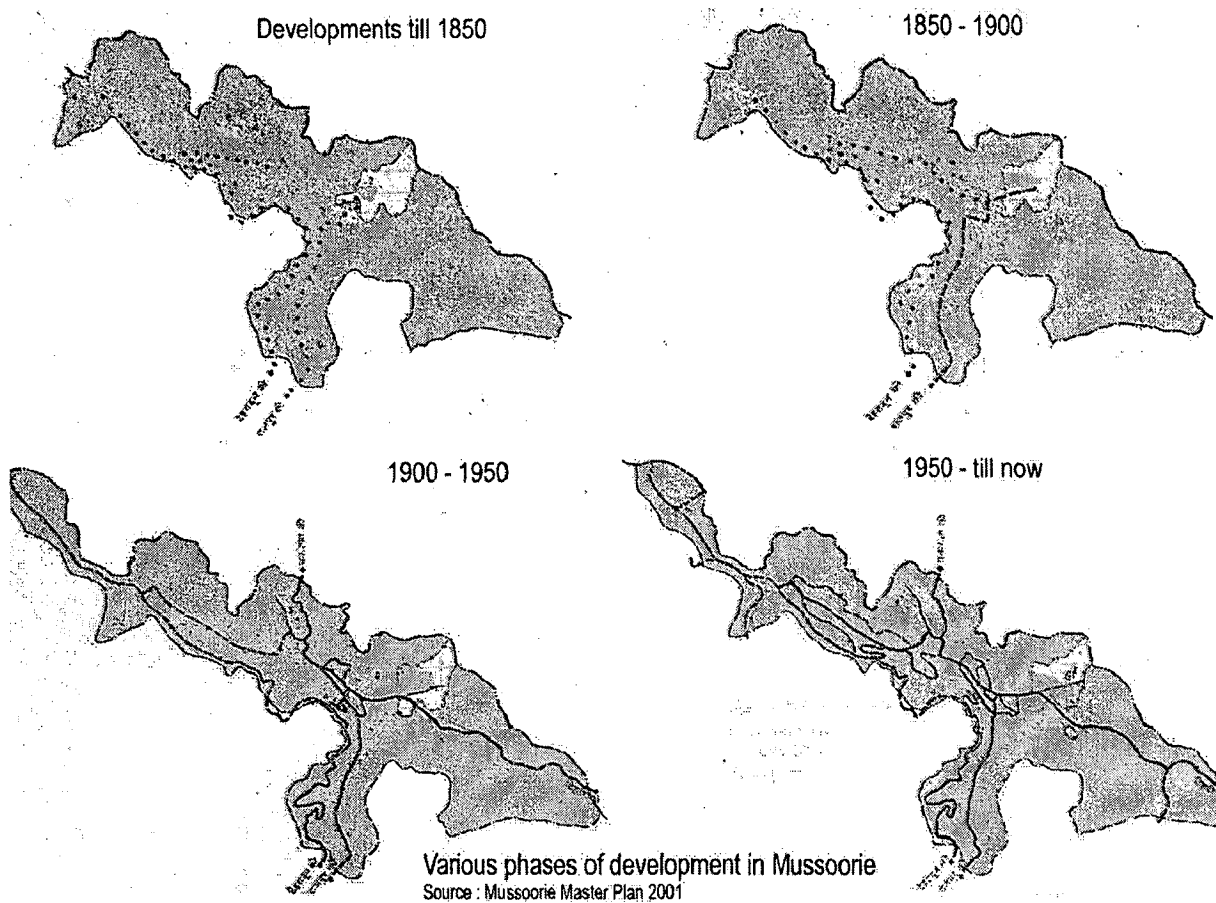 Developments till 1850
1850 - 1900
1900 - 1950
1950 - till now
Various phases of development in Mussoorie
Source : Mussoorie Master Plan 2001